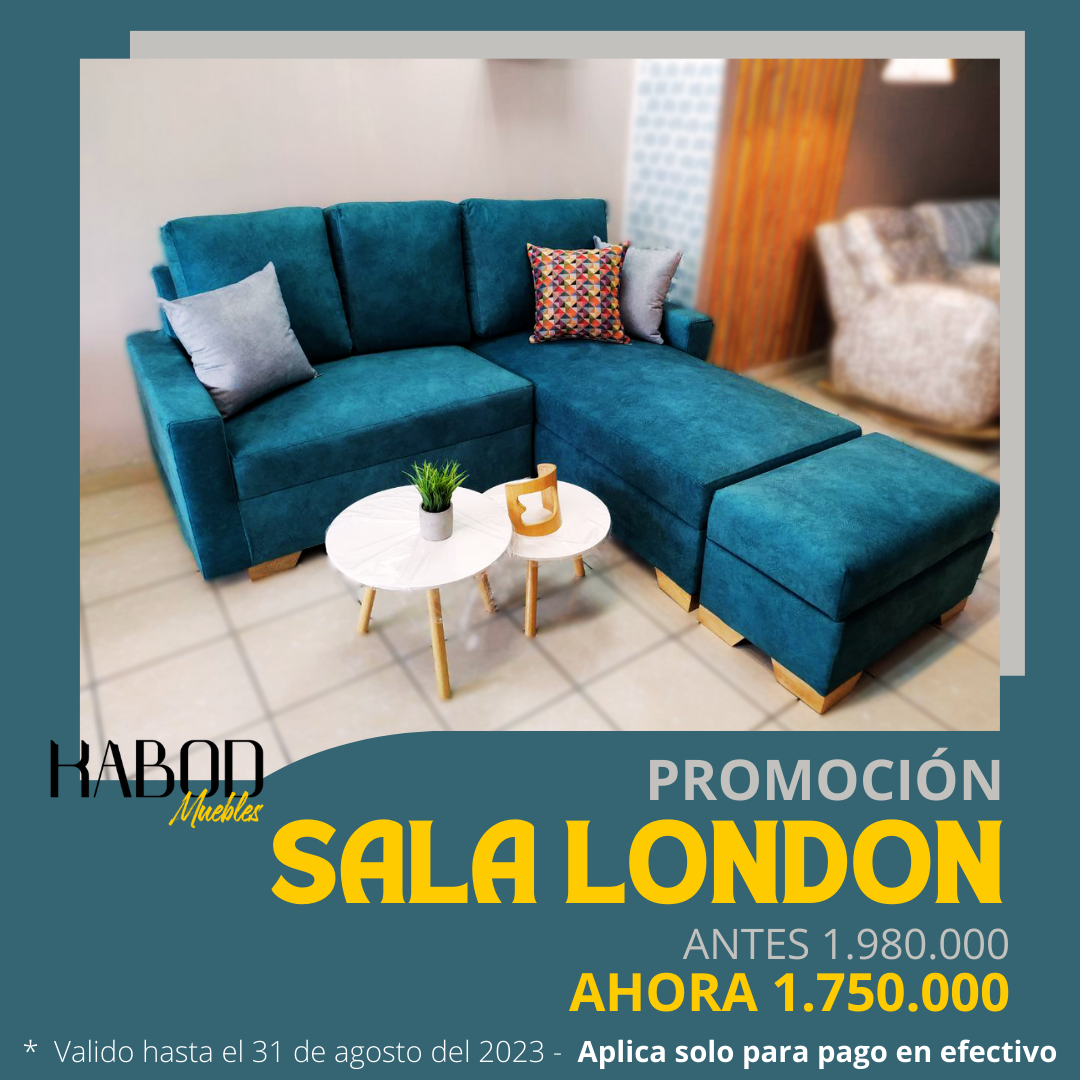 KABOD
Muebles
PROMOCIÓN
SALA LONDON
ANTES 1.980.000
AHORA 1.750.000
* Valido hasta el 31 de agosto del 2023 - Aplica solo para pago en efectivo